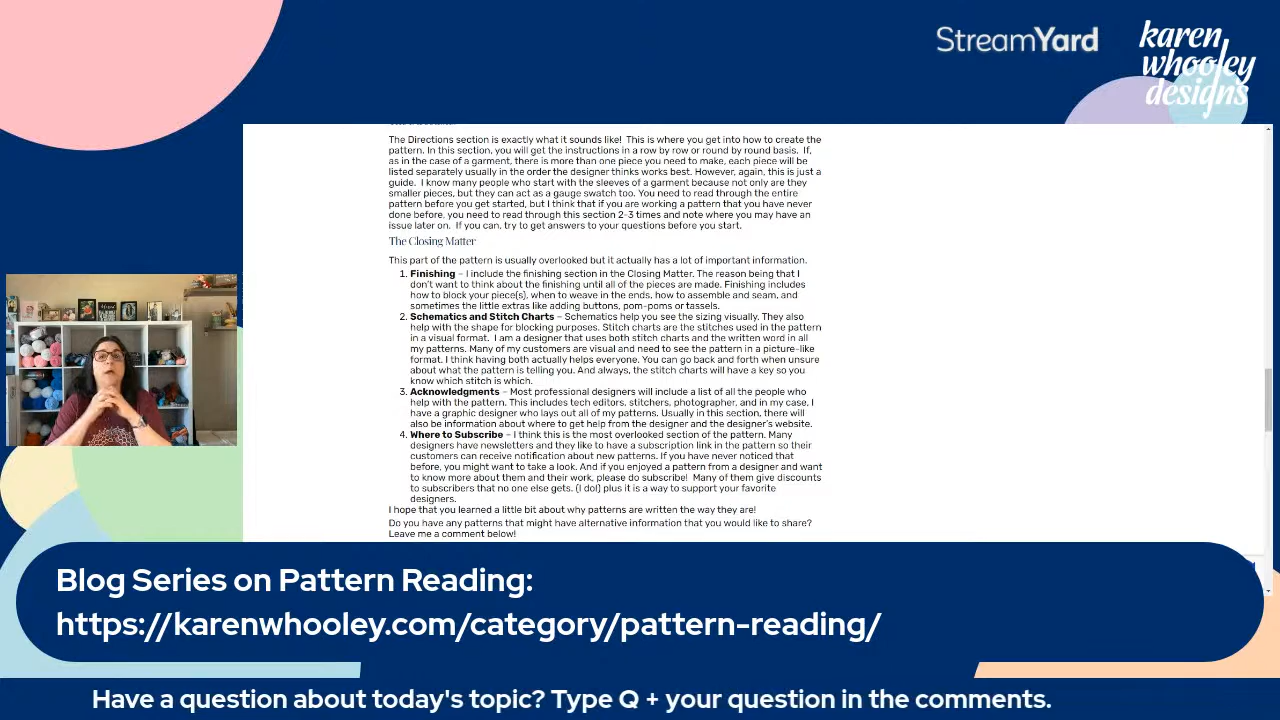 StreamYard
karen
whooley
designs
The Directions section is exactly what it sounds like! This is where you get into how to create the
pattern. In this section, you will get the instructions in a row by row or round by round basis. If,
as in the case of a garment, there is more than one piece you need to make, each piece will be
listed separately usually in the order the designer thinks works best. However, again, this is just a
guide. I know many people who start with the sleeves of a garment because not only are they
smaller pieces, but they can act as a gauge swatch too. You need to read through the entire
pattern before you get started, but I think that if you are working a pattern that you have never
done before, you need to read through this section 2-3 times and note where you may have an
issue later on. If you can, try to get answers to your questions before you start.
The Closing Matter
This part of the pattern is usually overlooked but it actually has a lot of important information.
1. Finishing – I include the finishing section in the Closing Matter. The reason being that I
don't want to think about the finishing until all of the pieces are made. Finishing includes
how to block your piece(s), when to weave in the ends, how to assemble and seam, and
sometimes the little extras like adding buttons, pom-poms or tassels.
2. Schematics and Stitch Charts – Schematics help you see the sizing visually. They also
help with the shape for blocking purposes. Stitch charts are the stitches used in the pattern
in a visual format. I am a designer that uses both stitch charts and the written word in all
my patterns. Many of my customers are visual and need to see the pattern in a picture-like
format. I think having both actually helps everyone. You can go back and forth when unsure
about what the pattern is telling you. And always, the stitch charts will have a key so you
know which stitch is which.
3. Acknowledgments – Most professional designers will include a list of all the people who
help with the pattern. This includes tech editors, stitchers, photographer, and in my case, I
have a graphic designer who lays out all of my patterns. Usually in this section, there will
also be information about where to get help from the designer and the designer's website.
4. Where to Subscribe – I think this is the most overlooked section of the pattern. Many
designers have newsletters and they like to have a subscription link in the pattern so their
customers can receive notification about new patterns. If you have never noticed that
before, you might want to take a look. And if you enjoyed a pattern from a designer and want
to know more about them and their work, please do subscribe! Many of them give discounts
to subscribers that no one else gets. (I do!) plus it is a way to support your favorite
designers.
I hope that you learned a little bit about why patterns are written the way they are!
Do you have any patterns that might have alternative information that you would like to share?
Leave me a comment below!
Blog Series on Pattern Reading:
https://karenwhooley.com/category/pattern-reading/
Have a question about today's topic? Type Q + your question in the comments.